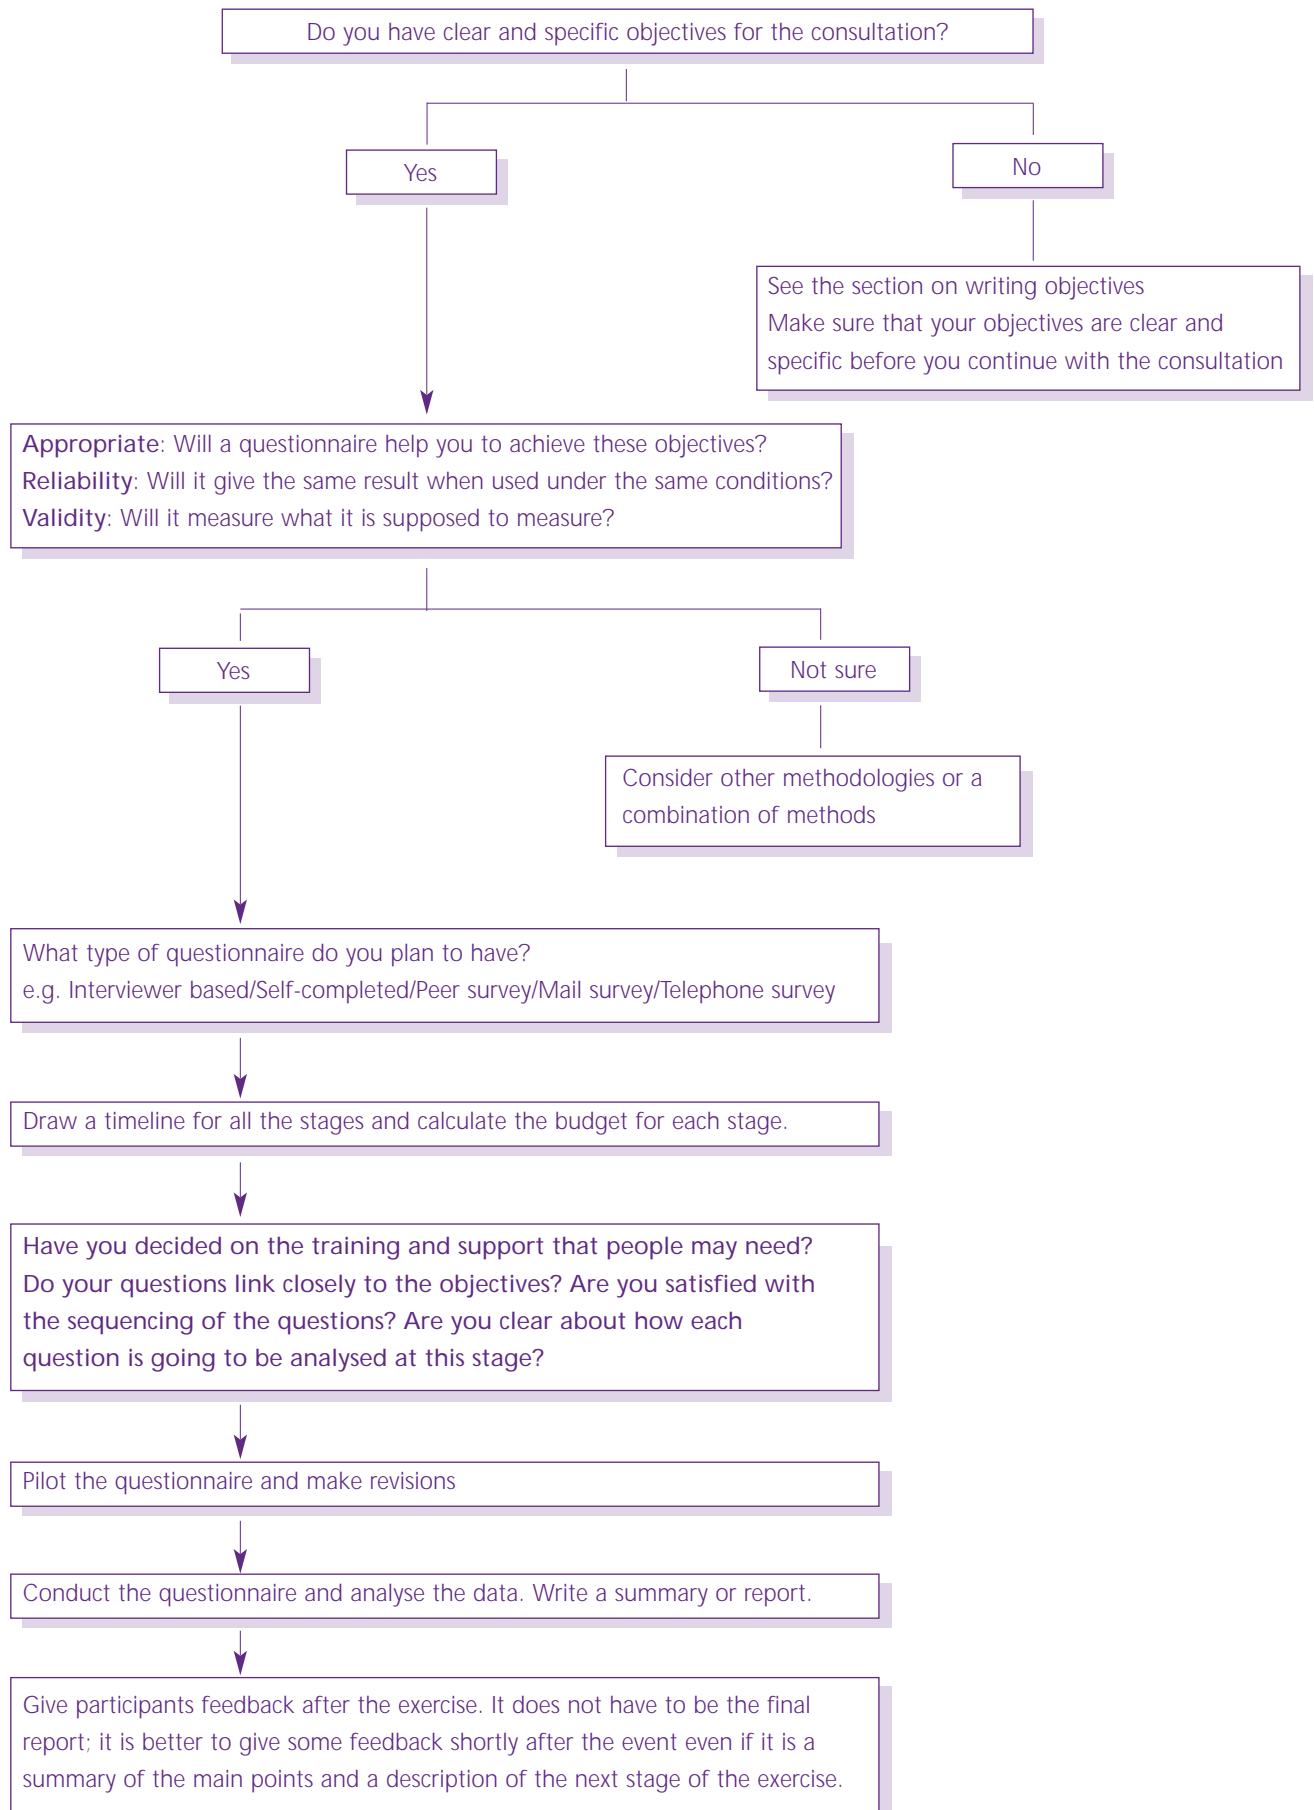 Do you have clear and specific objectives for the consultation?
Yes
No
See the section on writing objectives
Make sure that your objectives are clear and
specific before you continue with the consultation
Appropriate: Will a questionnaire help you to achieve these objectives?
Reliability: Will it give the same result when used under the same conditions?
Validity: Will it measure what it is supposed to measure?
Yes
Not sure
Consider other methodologies or a
combination of methods
What type of questionnaire do you plan to have?
e.g. Interviewer based/Self-completed/Peer survey/Mail survey/Telephone survey
Draw a timeline for all the stages and calculate the budget for each stage.
Have you decided on the training and support that people may need?
Do your questions link closely to the objectives? Are you satisfied with
the sequencing of the questions? Are you clear about how each
question is going to be analysed at this stage?
Pilot the questionnaire and make revisions
Conduct the questionnaire and analyse the data. Write a summary or report.
Give participants feedback after the exercise. It does not have to be the final
report; it is better to give some feedback shortly after the event even if it is a
summary of the main points and a description of the next stage of the exercise.